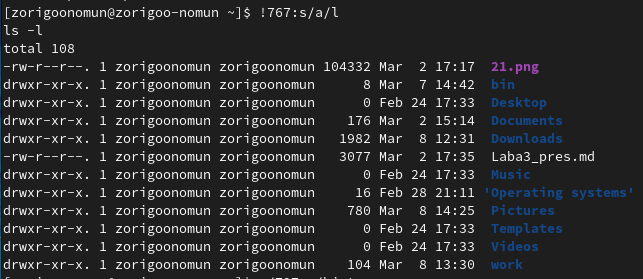 [zorigoonomun@zorigoo-nomun ~]$ !767:s/a/l
ls -l
total 108
-rw-r--r--. 1 zorigoonomun zorigoonomun 104332 Mar  2 17:17  21.png
drwxr-xr-x. 1 zorigoonomun zorigoonomun      8 Mar  7 14:42  bin
drwxr-xr-x. 1 zorigoonomun zorigoonomun      0 Feb 24 17:33  Desktop
drwxr-xr-x. 1 zorigoonomun zorigoonomun    176 Mar  2 15:14  Documents
drwxr-xr-x. 1 zorigoonomun zorigoonomun   1982 Mar  8 12:31  Downloads
-rw-r--r--. 1 zorigoonomun zorigoonomun   3077 Mar  2 17:35  Laba3_pres.md
drwxr-xr-x. 1 zorigoonomun zorigoonomun      0 Feb 24 17:33  Music
drwxr-xr-x. 1 zorigoonomun zorigoonomun     16 Feb 28 21:11 'Operating systems'
drwxr-xr-x. 1 zorigoonomun zorigoonomun    780 Mar  8 14:25  Pictures
drwxr-xr-x. 1 zorigoonomun zorigoonomun      0 Feb 24 17:33  Templates
drwxr-xr-x. 1 zorigoonomun zorigoonomun      0 Feb 24 17:33  Videos
drwxr-xr-x. 1 zorigoonomun zorigoonomun    104 Mar  8 13:30  work